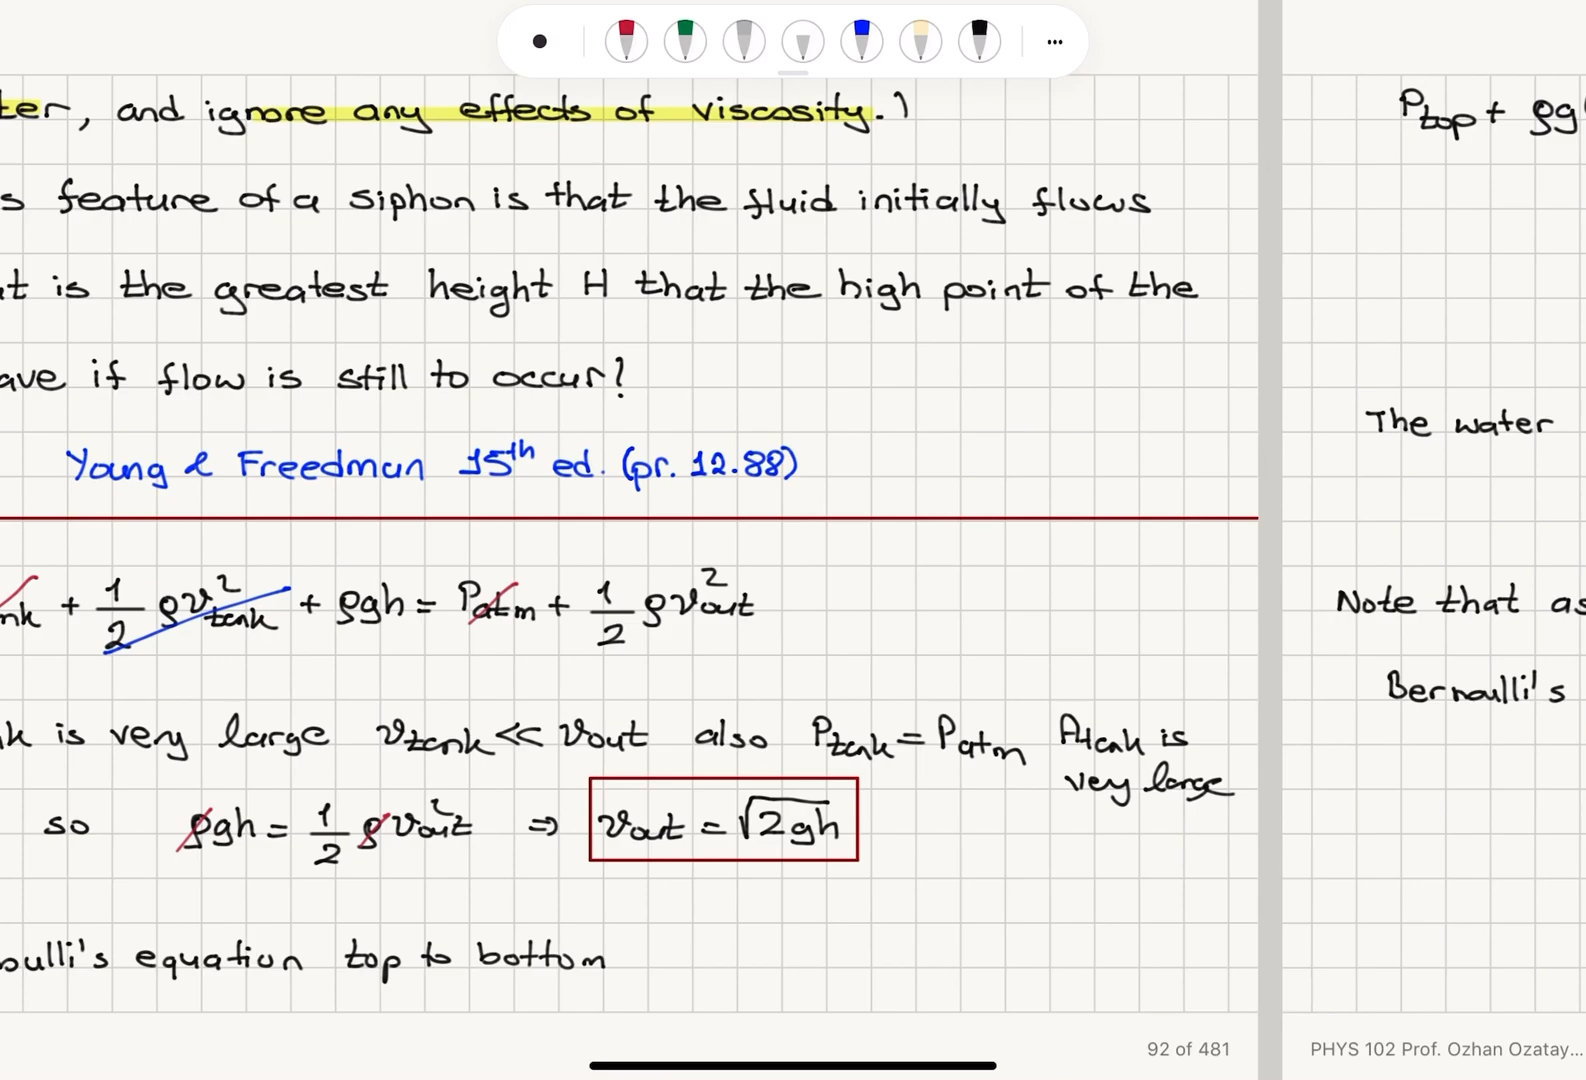 ter, and ignore any effects of viscosity.)
s feature of a siphon is that the fluid initially flows
at is the greatest height H that the high point of the
ave if flow is still to occur?
Young & Freedman 15th ed. (pr. 12.88)
nk + 1/2 ρv²tank + ρgh = Patm + 1/2 ρv²out
k is very large vtank << vout also Ptank = Patm Atank is
very large
so ρgh = 1/2 ρv²out ⇒ vout = √2gh
oulli's equation top to bottom
92 of 481
Ptop + ρg
The water
Note that as
Bernoulli's
PHYS 102 Prof. Ozhan Ozatay...